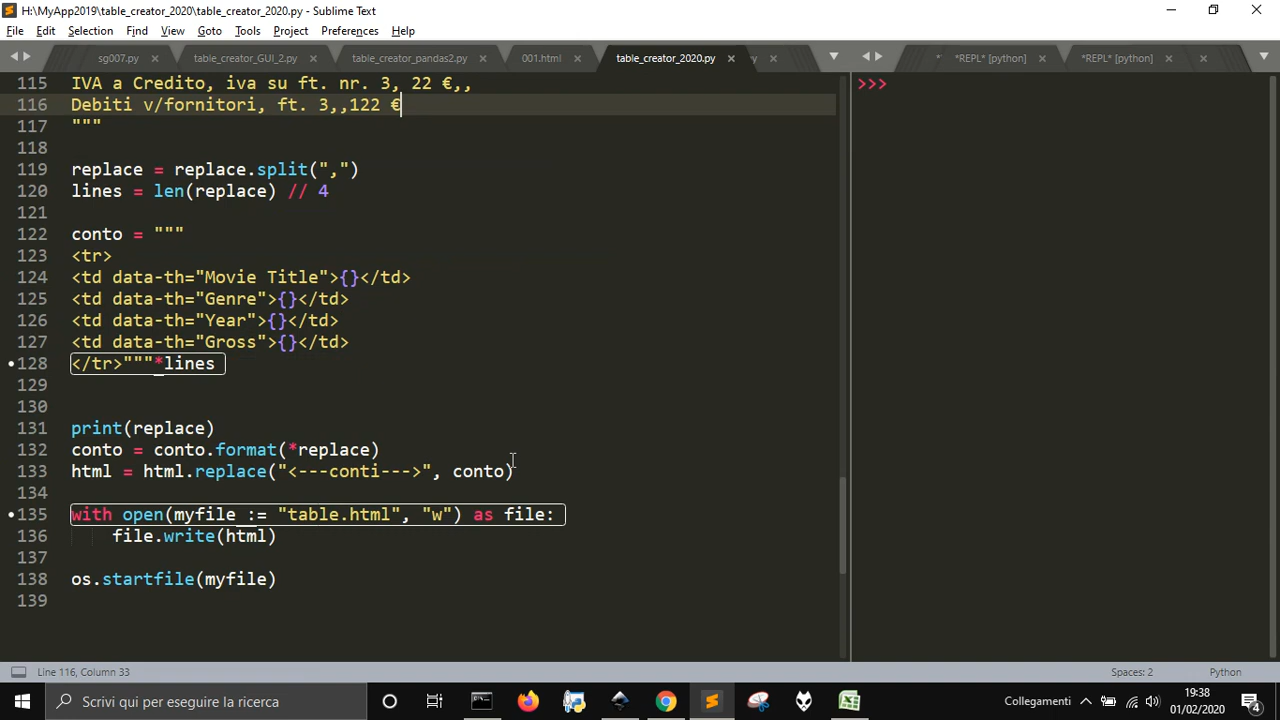 H:\MyApp2019\table_creator_2020\table_creator_2020.py - Sublime Text
File Edit Selection Find View Goto Tools Project Preferences Help
sg007.py table_creator_GUI_2.py table_creator_pandas2.py 001.html table_creator_2020.py *REPL* [python] *REPL* [python]
115 IVA a Credito, iva su ft. nr. 3, 22 €,,
116 Debiti v/fornitori, ft. 3,,122 €
117 """
118
119 replace = replace.split(",")
120 lines = len(replace) // 4
121
122 conto = """
123 <tr>
124 <td data-th="Movie Title">{}</td>
125 <td data-th="Genre">{}</td>
126 <td data-th="Year">{}</td>
127 <td data-th="Gross">{}</td>
128 </tr>"""*lines
129
130
131 print(replace)
132 conto = conto.format(*replace)
133 html = html.replace("<---conti--->", conto)
134
135 with open(myfile := "table.html", "w") as file:
136 file.write(html)
137
138 os.startfile(myfile)
139
>>>
Line 116, Column 33 Spaces: 2 Python
Scrivi qui per eseguire la ricerca
Collegamenti
19:38
01/02/2020
4